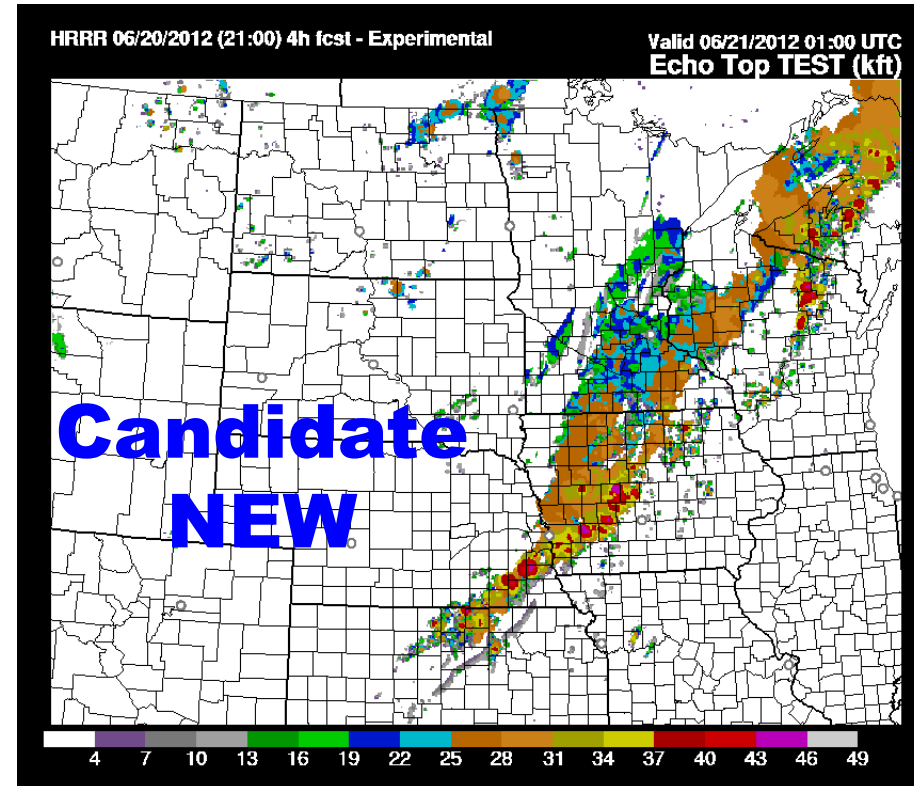 HRRR 06/20/2012 (21:00) 4h fcst - Experimental
Valid 06/21/2012 01:00 UTC
Echo Top TEST (kft)
Candidate
NEW
4 7 10 13 16 19 22 25 28 31 34 37 40 43 46 49